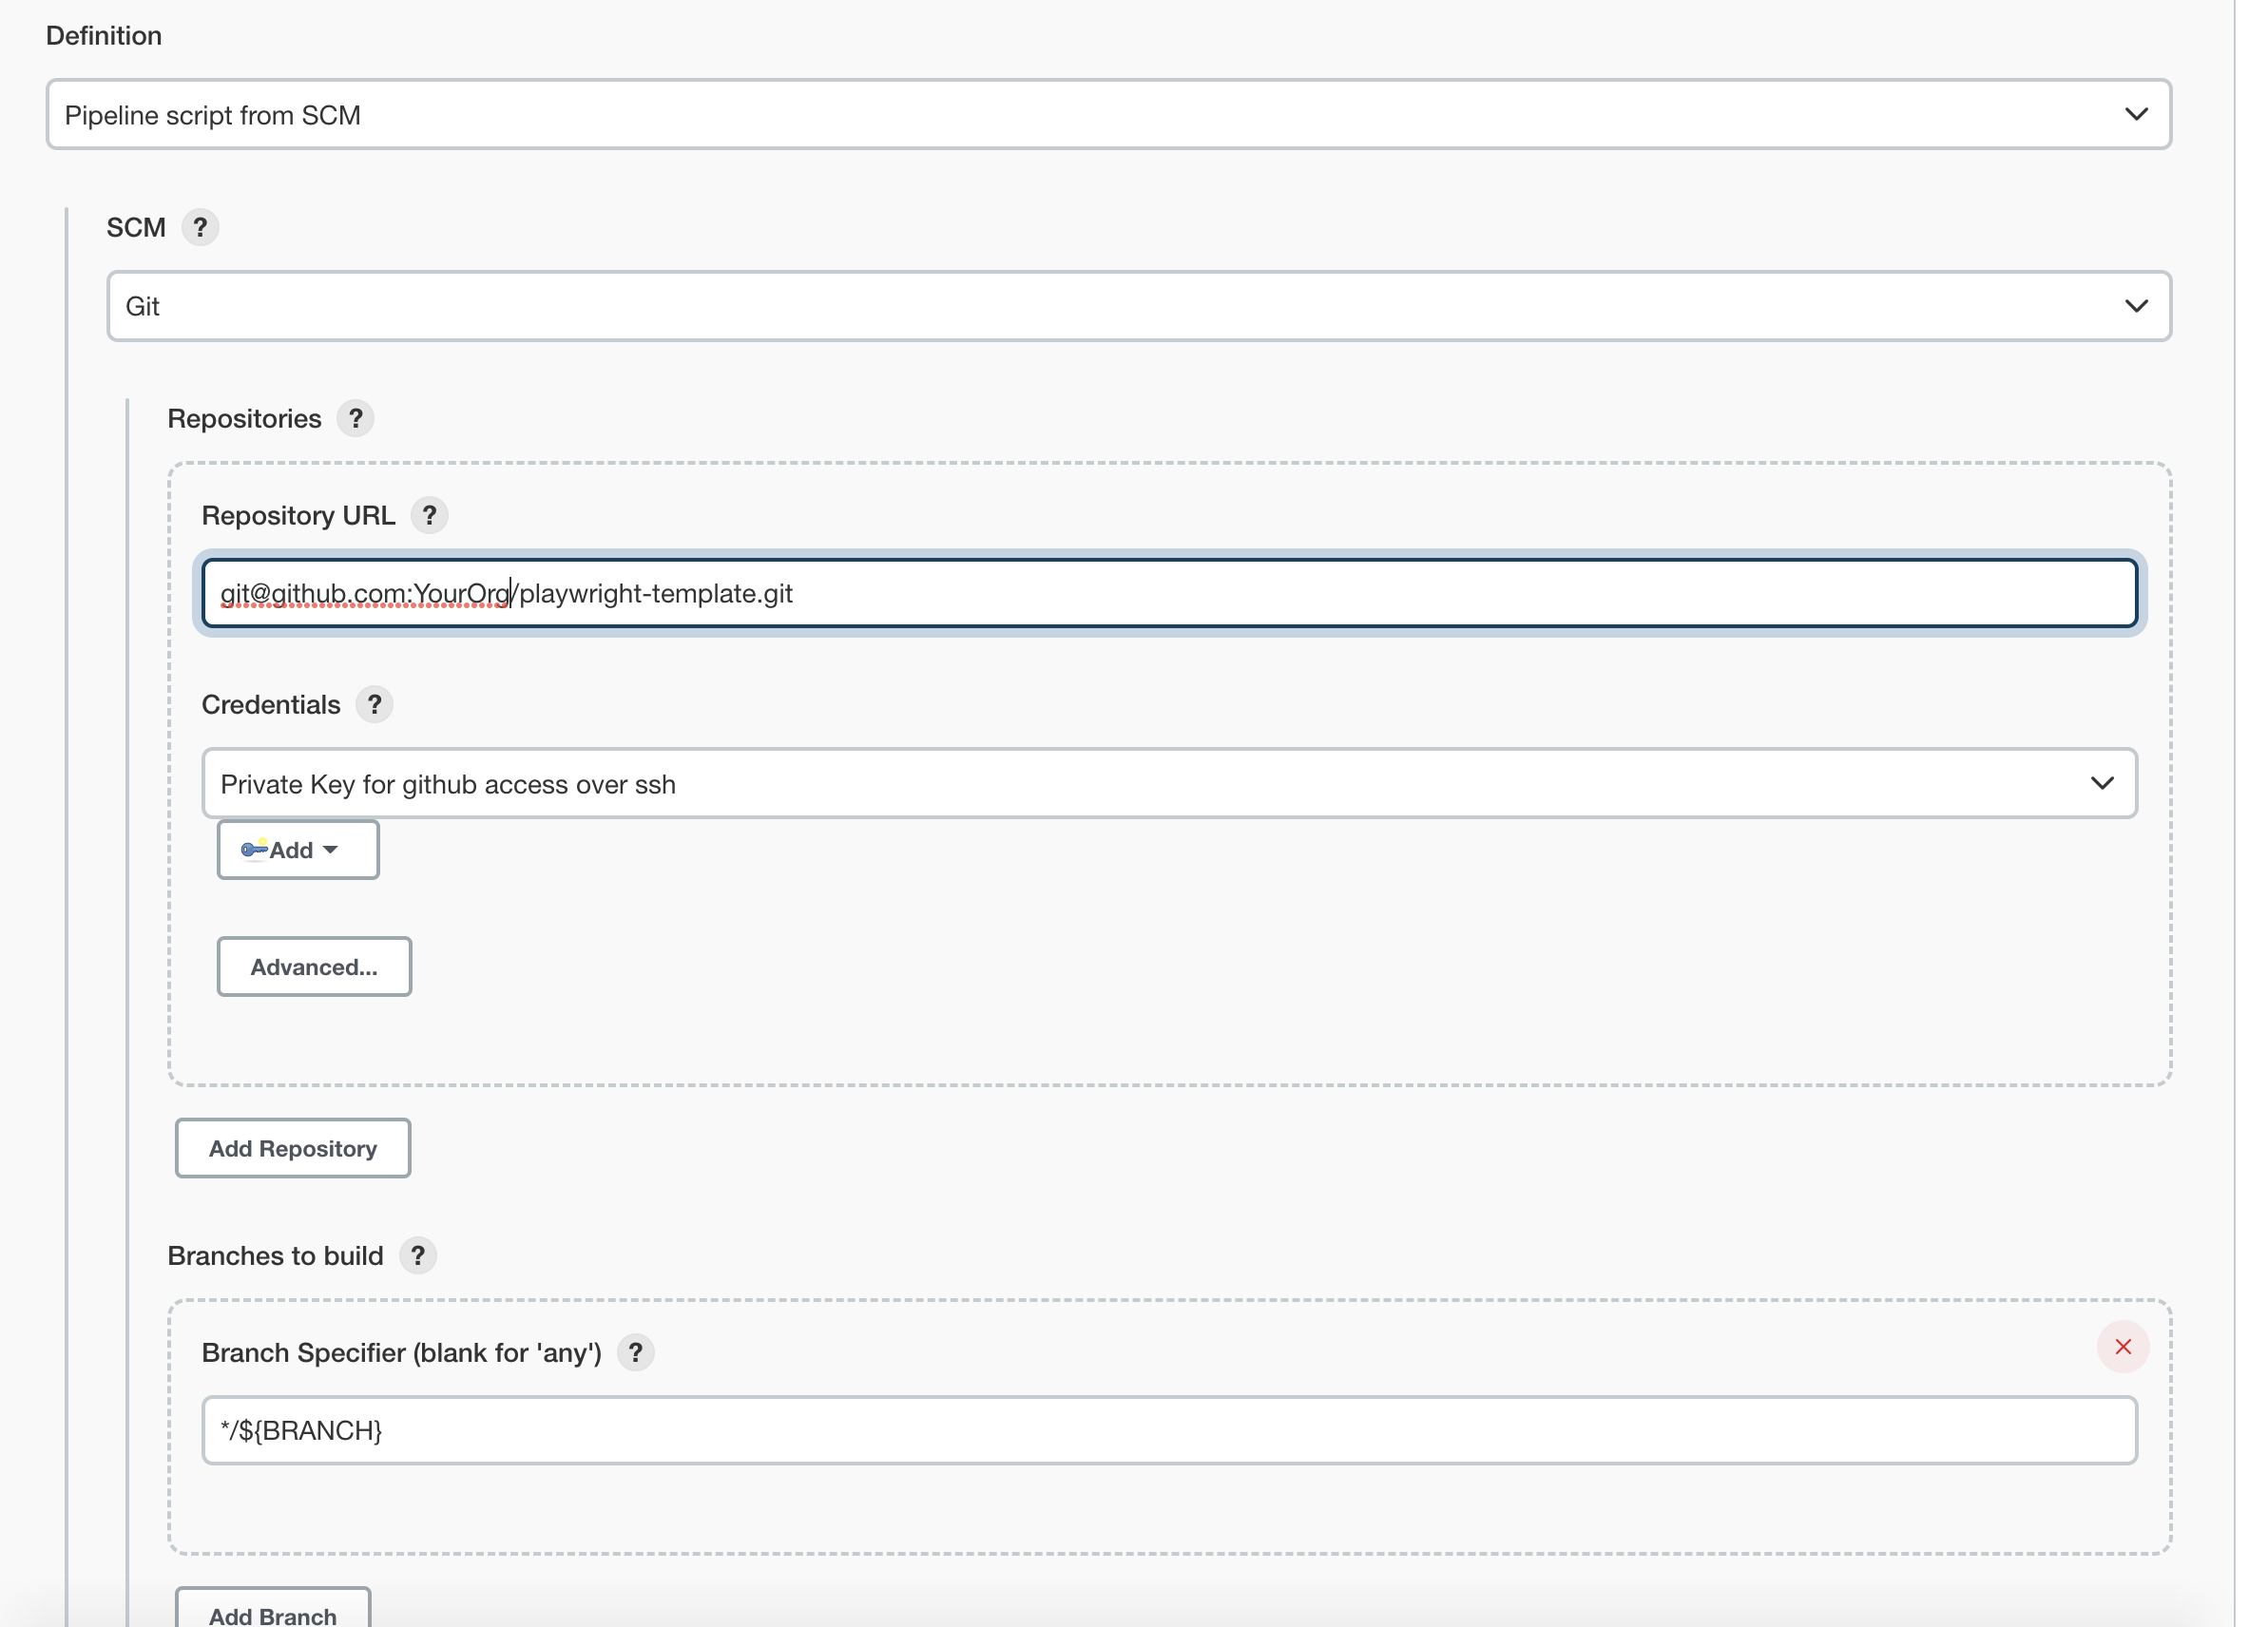 Definition
Pipeline script from SCM
SCM ?
Git
Repositories ?
Repository URL ?
git@github.com:YourOrg/playwright-template.git
Credentials ?
Private Key for github access over ssh
Add
Advanced...
Add Repository
Branches to build ?
Branch Specifier (blank for 'any') ?
*/${BRANCH}
Add Branch